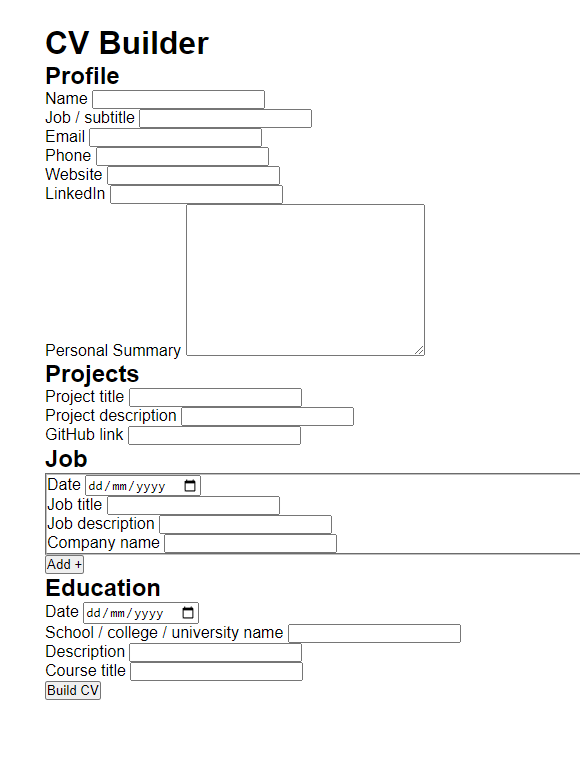 CV Builder
Profile
Name
Job / subtitle
Email
Phone
Website
LinkedIn
Personal Summary
Projects
Project title
Project description
GitHub link
Job
Date dd/mm/yyyy
Job title
Job description
Company name
Add +
Education
Date dd/mm/yyyy
School / college / university name
Description
Course title
Build CV